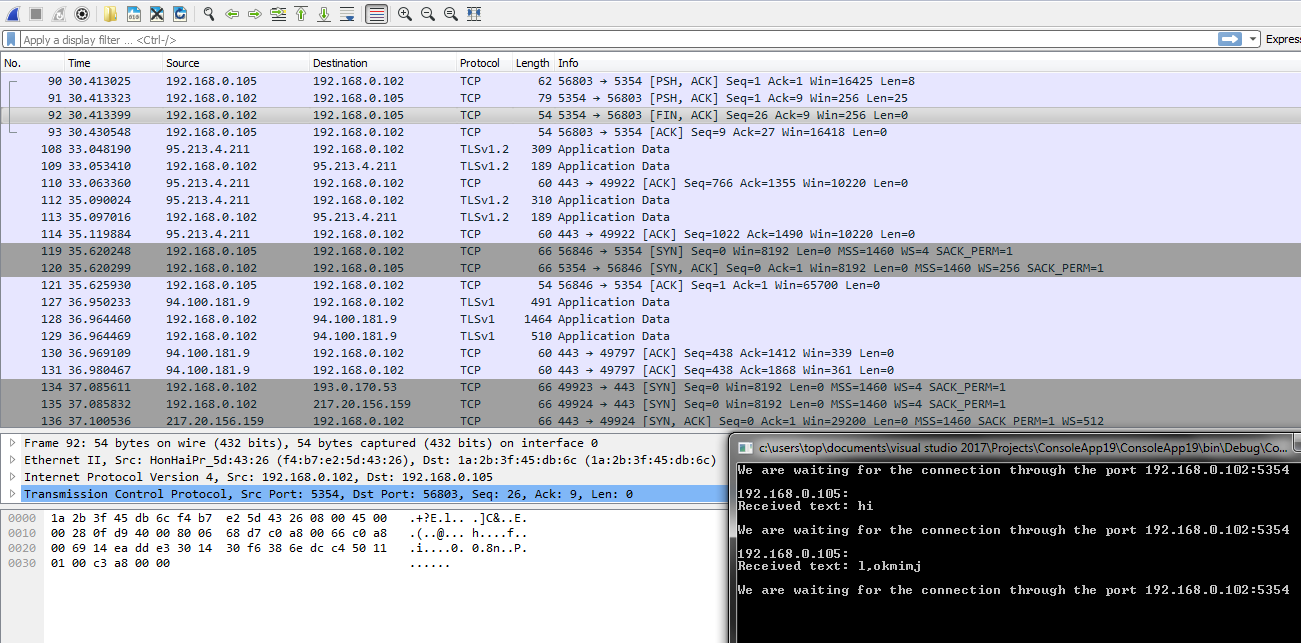 Apply a display filter ... <Ctrl-/>
Express
No. Time Source Destination Protocol Length Info
90 30.413025 192.168.0.105 192.168.0.102 TCP 62 56803 → 5354 [PSH, ACK] Seq=1 Ack=1 Win=16425 Len=8
91 30.413323 192.168.0.102 192.168.0.105 TCP 79 5354 → 56803 [PSH, ACK] Seq=1 Ack=9 Win=256 Len=25
92 30.413399 192.168.0.102 192.168.0.105 TCP 54 5354 → 56803 [FIN, ACK] Seq=26 Ack=9 Win=256 Len=0
93 30.430548 192.168.0.105 192.168.0.102 TCP 54 56803 → 5354 [ACK] Seq=9 Ack=27 Win=16418 Len=0
108 33.048190 95.213.4.211 192.168.0.102 TLSv1.2 309 Application Data
109 33.053410 192.168.0.102 95.213.4.211 TLSv1.2 189 Application Data
110 33.063360 95.213.4.211 192.168.0.102 TCP 60 443 → 49922 [ACK] Seq=766 Ack=1355 Win=10220 Len=0
112 35.090024 95.213.4.211 192.168.0.102 TLSv1.2 310 Application Data
113 35.097016 192.168.0.102 95.213.4.211 TLSv1.2 189 Application Data
114 35.119884 95.213.4.211 192.168.0.102 TCP 60 443 → 49922 [ACK] Seq=1022 Ack=1490 Win=10220 Len=0
119 35.620248 192.168.0.105 192.168.0.102 TCP 66 56846 → 5354 [SYN] Seq=0 Win=8192 Len=0 MSS=1460 WS=4 SACK_PERM=1
120 35.620299 192.168.0.102 192.168.0.105 TCP 66 5354 → 56846 [SYN, ACK] Seq=0 Ack=1 Win=8192 Len=0 MSS=1460 WS=256 SACK_PERM=1
121 35.625930 192.168.0.105 192.168.0.102 TCP 54 56846 → 5354 [ACK] Seq=1 Ack=1 Win=65700 Len=0
127 36.950233 94.100.181.9 192.168.0.102 TLSv1 491 Application Data
128 36.964460 192.168.0.102 94.100.181.9 TLSv1 1464 Application Data
129 36.964469 192.168.0.102 94.100.181.9 TLSv1 510 Application Data
130 36.969109 94.100.181.9 192.168.0.102 TCP 60 443 → 49797 [ACK] Seq=438 Ack=1412 Win=339 Len=0
131 36.980467 94.100.181.9 192.168.0.102 TCP 60 443 → 49797 [ACK] Seq=438 Ack=1868 Win=361 Len=0
134 37.085611 192.168.0.102 193.0.170.53 TCP 66 49923 → 443 [SYN] Seq=0 Win=8192 Len=0 MSS=1460 WS=4 SACK_PERM=1
135 37.085832 192.168.0.102 217.20.156.159 TCP 66 49924 → 443 [SYN] Seq=0 Win=8192 Len=0 MSS=1460 WS=4 SACK_PERM=1
136 37.100536 217.20.156.159 192.168.0.102 TCP 66 443 → 49924 [SYN, ACK] Seq=0 Ack=1 Win=29200 Len=0 MSS=1460 SACK_PERM=1 WS=512
Frame 92: 54 bytes on wire (432 bits), 54 bytes captured (432 bits) on interface 0
Ethernet II, Src: HonHaiPr_5d:43:26 (f4:b7:e2:5d:43:26), Dst: 1a:2b:3f:45:db:6c (1a:2b:3f:45:db:6c)
Internet Protocol Version 4, Src: 192.168.0.102, Dst: 192.168.0.105
Transmission Control Protocol, Src Port: 5354, Dst Port: 56803, Seq: 26, Ack: 9, Len: 0
0000 1a 2b 3f 45 db 6c f4 b7 e2 5d 43 26 08 00 45 00 .+?E.l.. .]C&..E.
0010 00 28 0f d9 40 00 80 06 68 d7 c0 a8 00 66 c0 a8 .(..@... h....f..
0020 00 69 14 ea dd e3 30 14 30 f6 38 6e dc c4 50 11 .i....0. 0.8n..P.
0030 01 00 c3 a8 00 00 ......
c:\users\top\documents\visual studio 2017\Projects\ConsoleApp19\ConsoleApp19\bin\Debug\Co...
We are waiting for the connection through the port 192.168.0.102:5354
192.168.0.105:
Received text: hi
We are waiting for the connection through the port 192.168.0.102:5354
192.168.0.105:
Received text: l,okmimj
We are waiting for the connection through the port 192.168.0.102:5354